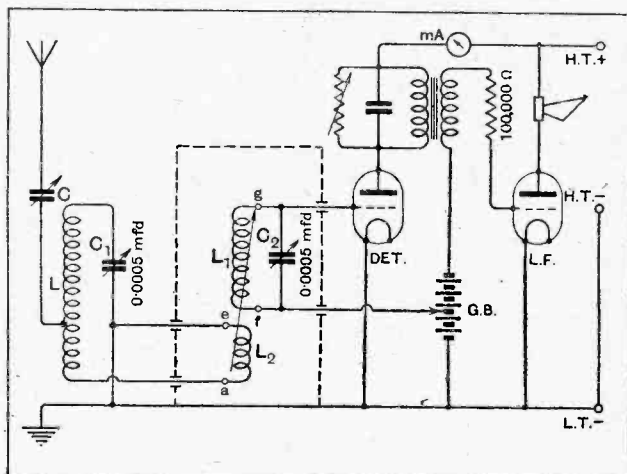 mA
H.T.+
100,000 Ω
C
g
H.T.-
L
C1
0·0005 mfd
L1
C2
0·0005 mfd
DET.
L.F.
e
f
G.B.
L2
a
L.T.-